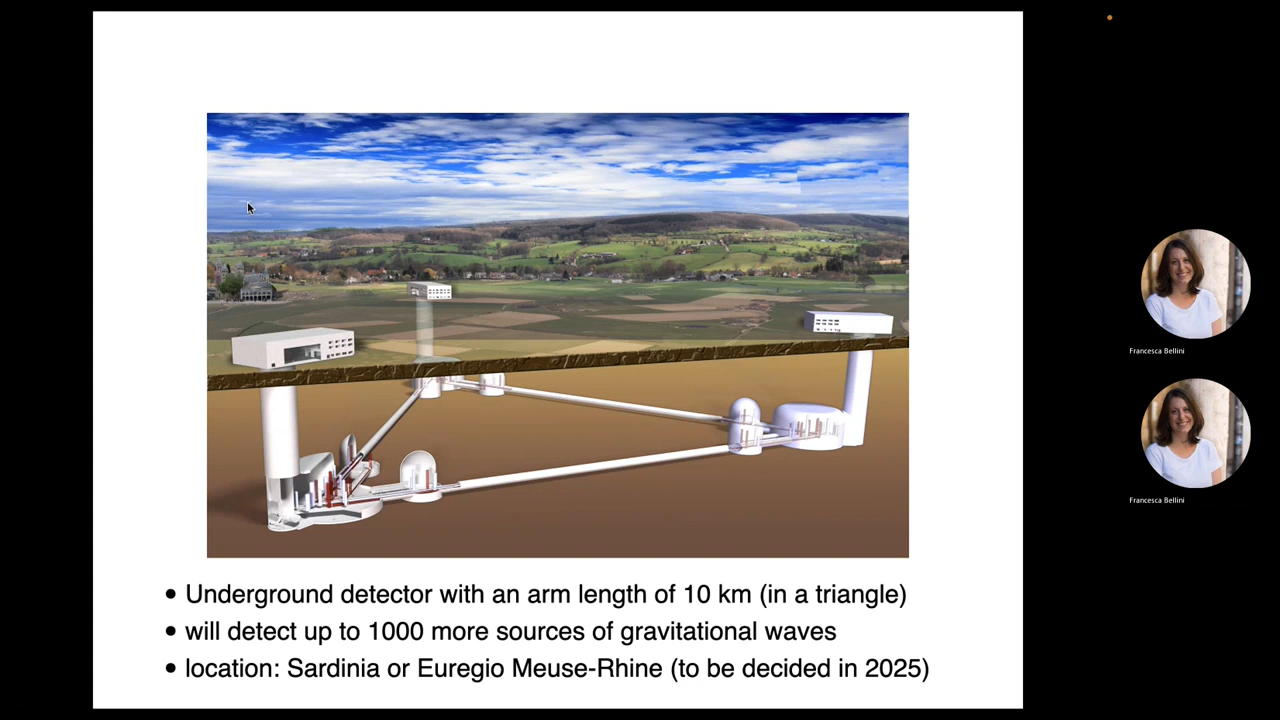 • Underground detector with an arm length of 10 km (in a triangle)
• will detect up to 1000 more sources of gravitational waves
• location: Sardinia or Euregio Meuse-Rhine (to be decided in 2025)
Francesca Bellini
Francesca Bellini